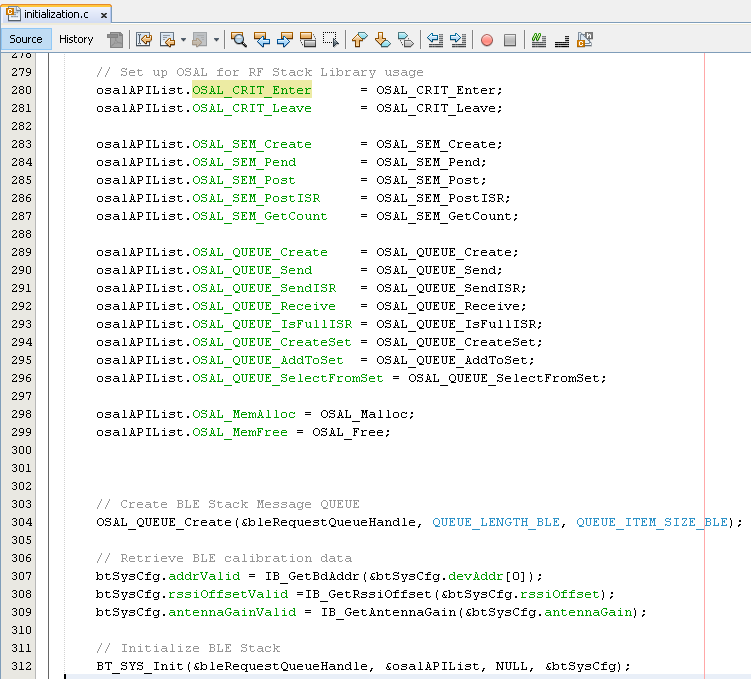 initialization.c
Source History
278
279 // Set up OSAL for RF Stack Library usage
280 osalAPIList.OSAL_CRIT_Enter = OSAL_CRIT_Enter;
281 osalAPIList.OSAL_CRIT_Leave = OSAL_CRIT_Leave;
282
283 osalAPIList.OSAL_SEM_Create = OSAL_SEM_Create;
284 osalAPIList.OSAL_SEM_Pend = OSAL_SEM_Pend;
285 osalAPIList.OSAL_SEM_Post = OSAL_SEM_Post;
286 osalAPIList.OSAL_SEM_PostISR = OSAL_SEM_PostISR;
287 osalAPIList.OSAL_SEM_GetCount = OSAL_SEM_GetCount;
288
289 osalAPIList.OSAL_QUEUE_Create = OSAL_QUEUE_Create;
290 osalAPIList.OSAL_QUEUE_Send = OSAL_QUEUE_Send;
291 osalAPIList.OSAL_QUEUE_SendISR = OSAL_QUEUE_SendISR;
292 osalAPIList.OSAL_QUEUE_Receive = OSAL_QUEUE_Receive;
293 osalAPIList.OSAL_QUEUE_IsFullISR = OSAL_QUEUE_IsFullISR;
294 osalAPIList.OSAL_QUEUE_CreateSet = OSAL_QUEUE_CreateSet;
295 osalAPIList.OSAL_QUEUE_AddToSet = OSAL_QUEUE_AddToSet;
296 osalAPIList.OSAL_QUEUE_SelectFromSet = OSAL_QUEUE_SelectFromSet;
297
298 osalAPIList.OSAL_MemAlloc = OSAL_Malloc;
299 osalAPIList.OSAL_MemFree = OSAL_Free;
300
301
302
303 // Create BLE Stack Message QUEUE
304 OSAL_QUEUE_Create(&bleRequestQueueHandle, QUEUE_LENGTH_BLE, QUEUE_ITEM_SIZE_BLE);
305
306 // Retrieve BLE calibration data
307 btSysCfg.addrValid = IB_GetBdAddr(&btSysCfg.devAddr[0]);
308 btSysCfg.rssiOffsetValid =IB_GetRssiOffset(&btSysCfg.rssiOffset);
309 btSysCfg.antennaGainValid = IB_GetAntennaGain(&btSysCfg.antennaGain);
310
311 // Initialize BLE Stack
312 BT_SYS_Init(&bleRequestQueueHandle, &osalAPIList, NULL, &btSysCfg);